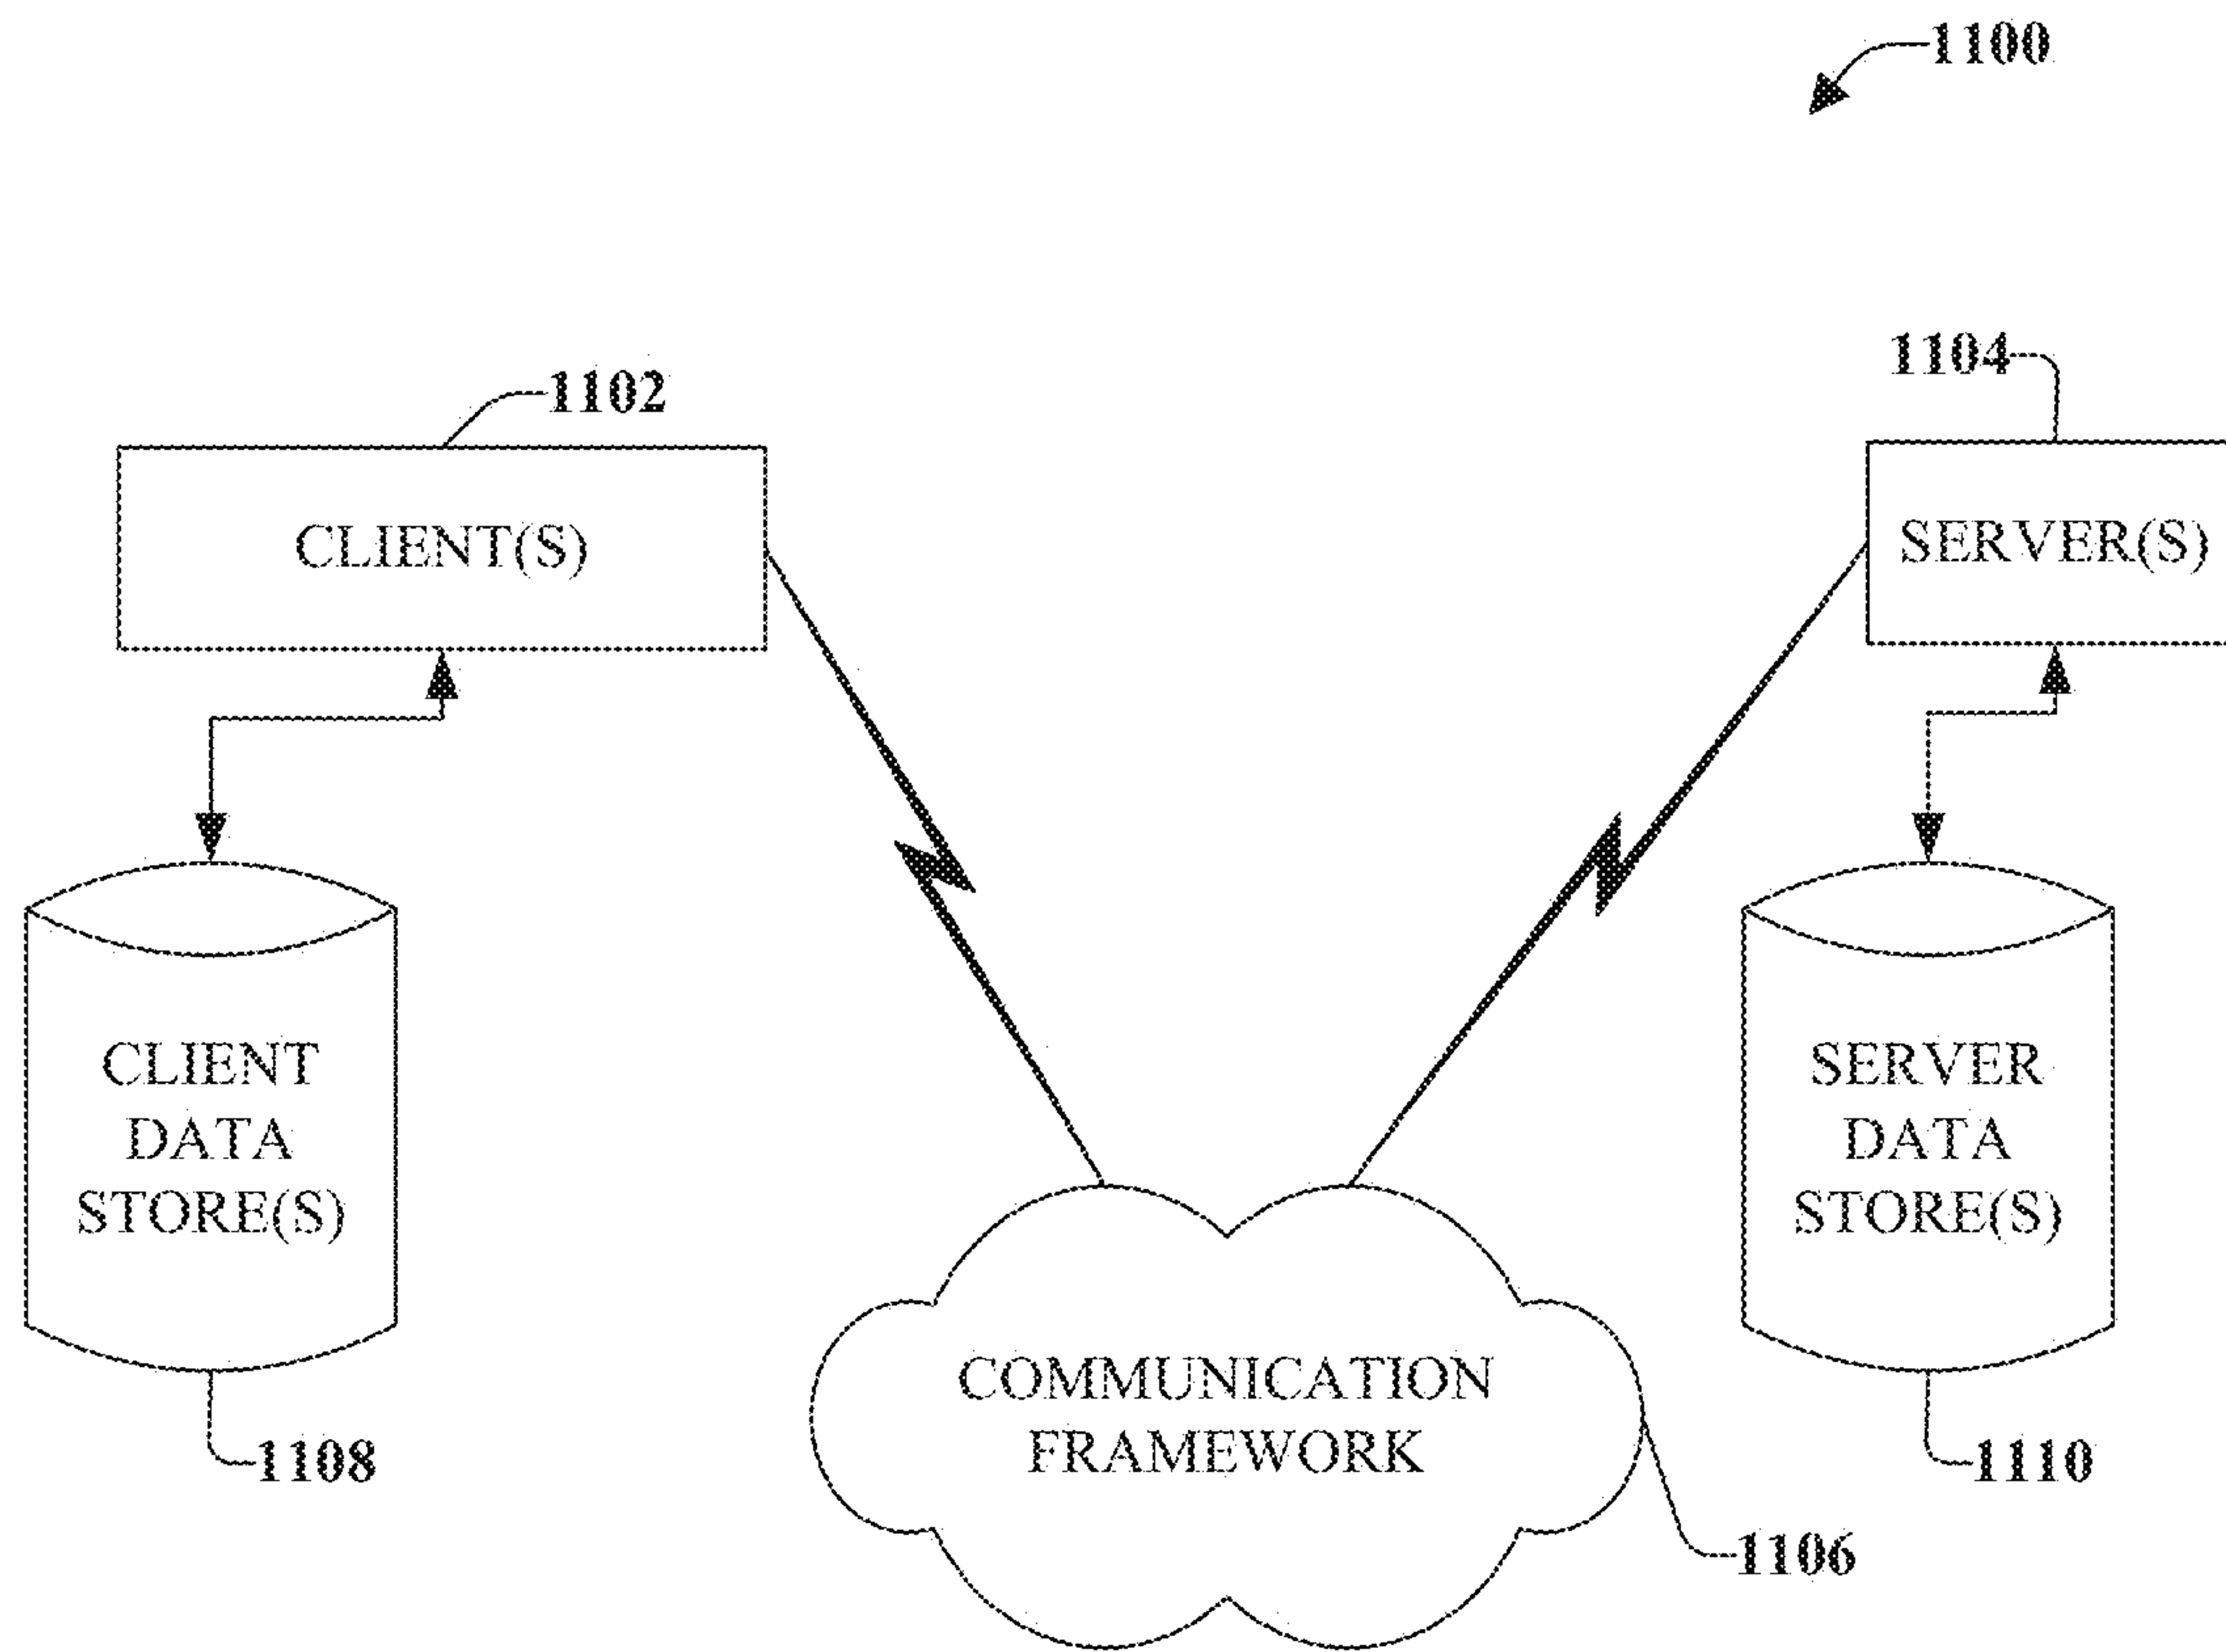 1100
1102
1104
CLIENT(S)
SERVER(S)
CLIENT
DATA
STORE(S)
SERVER
DATA
STORE(S)
COMMUNICATION
FRAMEWORK
1108
1110
1106